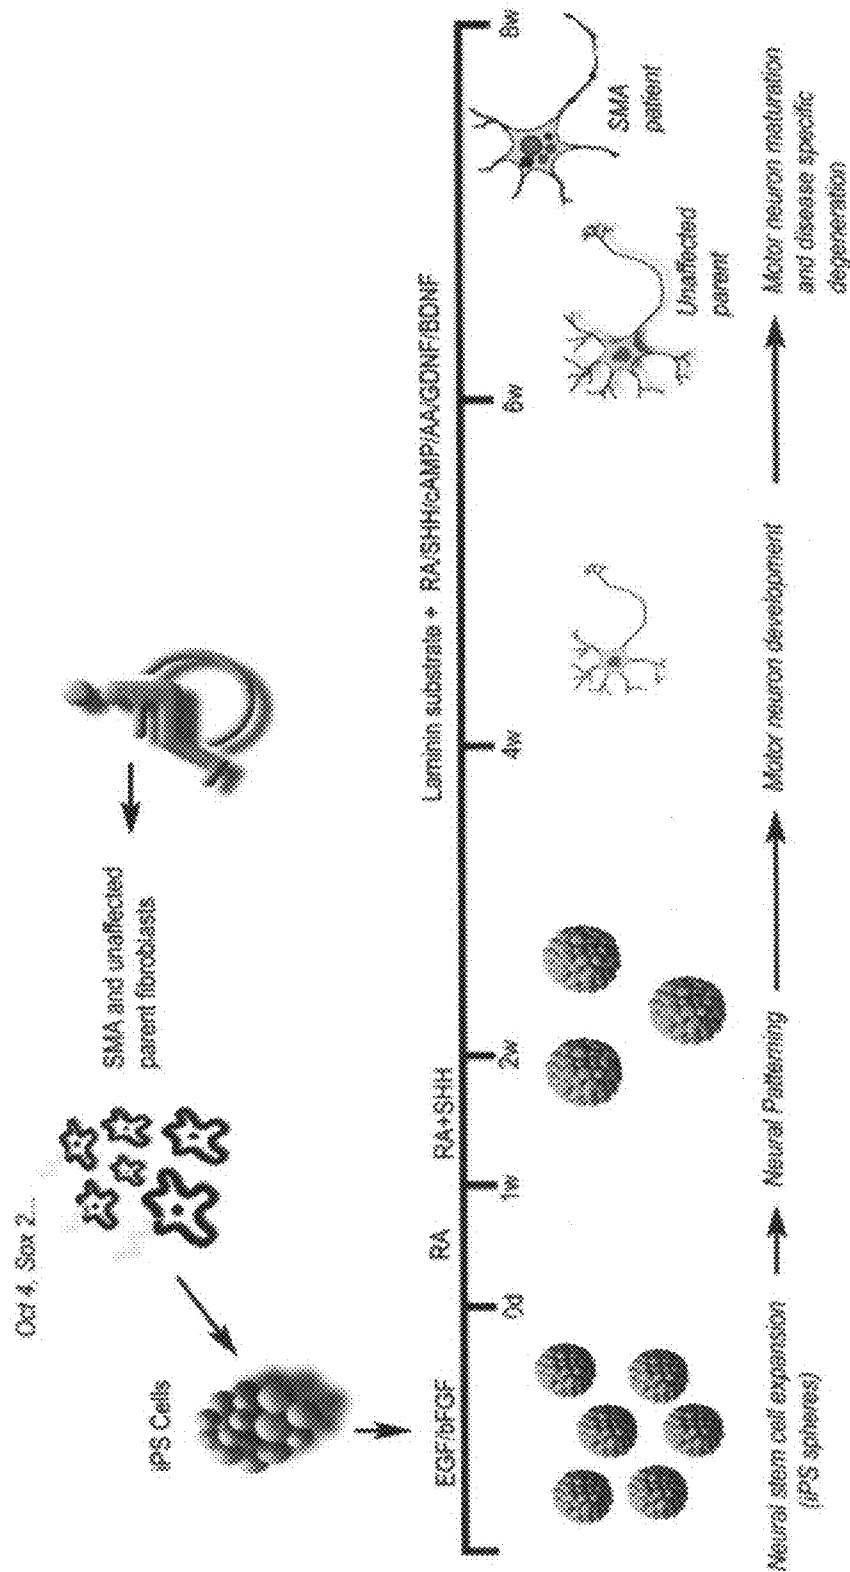 Oct 4, Sox 2...
SMA and unaffected
parent fibroblasts
iPS Cells
EGF/bFGF
RA
RA+SHH
Laminin substrate + RA/SHH/cAMP/AA/GDNF/BDNF
0d
1w
2w
4w
6w
8w
Unaffected
parent
SMA
patient
Neural stem cell expansion
(iPS spheres)
Neural Patterning
Motor neuron development
Motor neuron maturation
and disease specific
degeneration